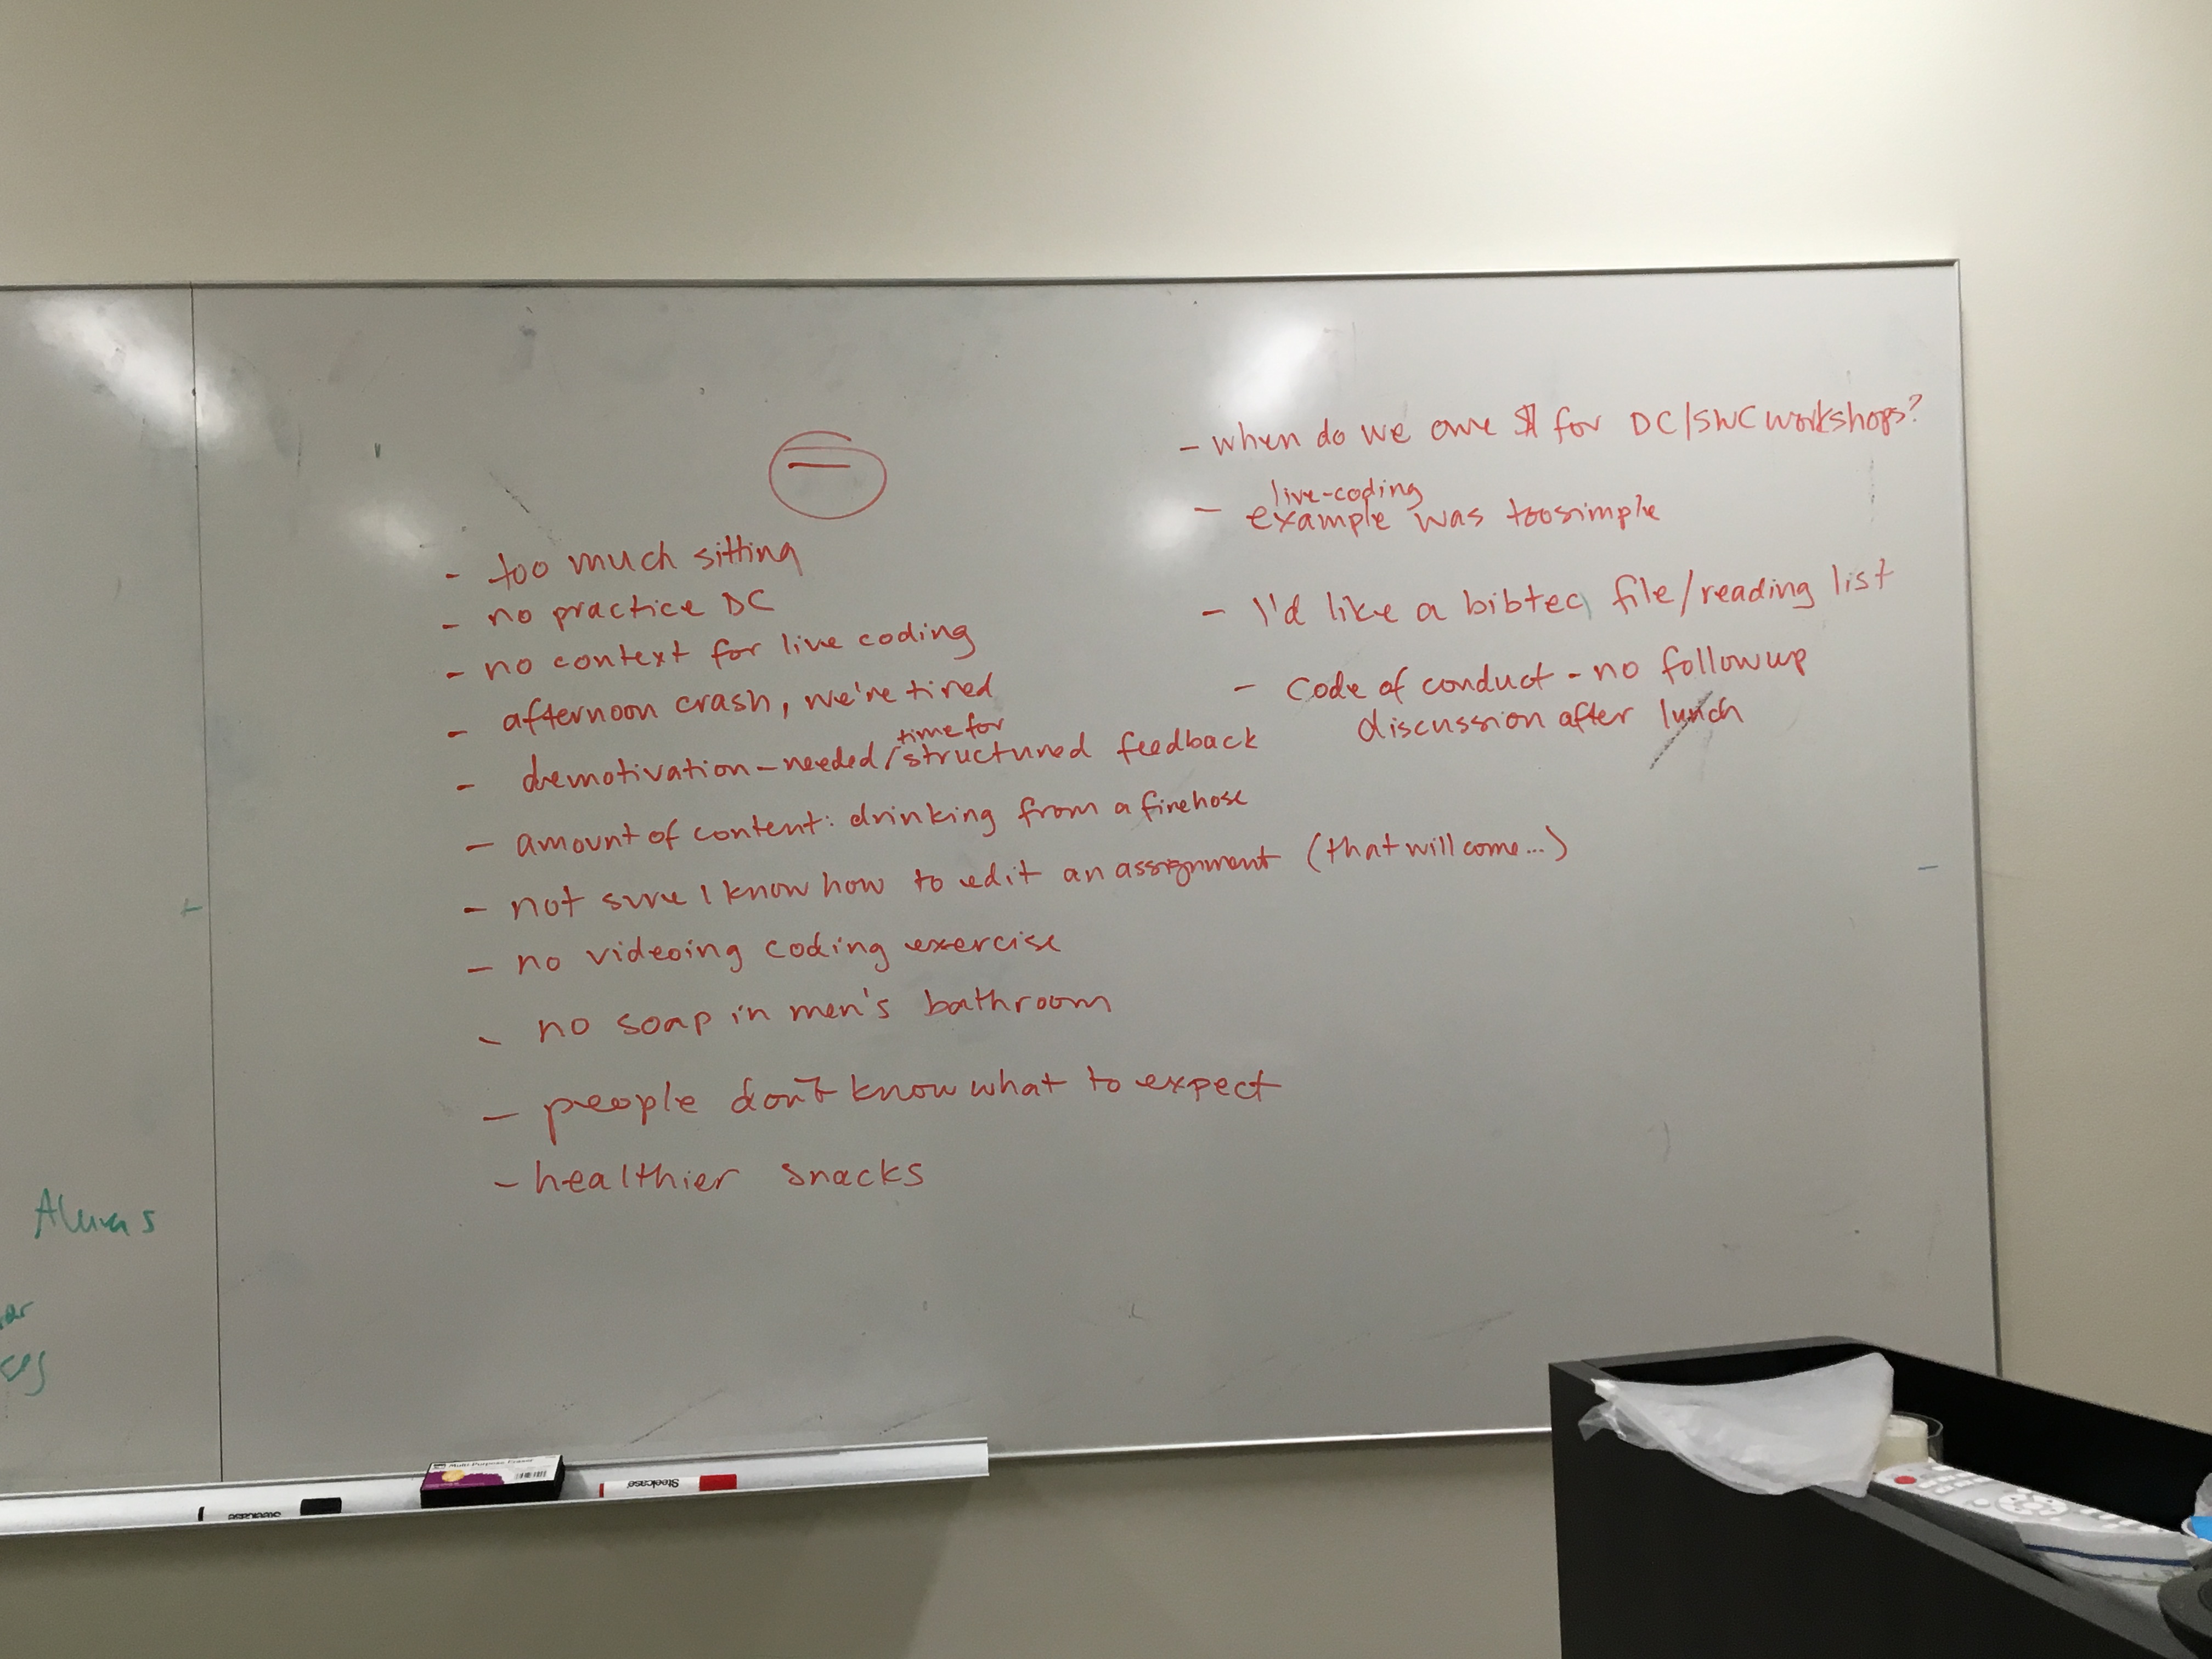 —
- too much sitting
- no practice DC
- no context for live coding
- afternoon crash, we're tired
- demotivation - needed / time for structured feedback
- amount of content: drinking from a firehose
- not sure I know how to edit an assignment (that will come...)
- no videoing coding exercise
- no soap in men's bathroom
- people don't know what to expect
- healthier snacks
- when do we owe $ for DC/SWC workshops?
- live-coding example was too simple
- I'd like a bibtec file/reading list
- Code of conduct - no followup
discussion after lunch
Multi-Purpose Eraser
Steelcase
Steelcase